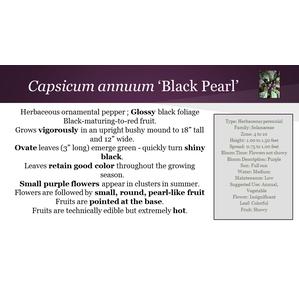 Capsicum annuum ‘Black Pearl’
Herbaceous ornamental pepper ; Glossy black foliage
Black-maturing-to-red fruit.
Grows vigorously in an upright bushy mound to 18” tall
and 12” wide.
Ovate leaves (3” long) emerge green - quickly turn shiny
black.
Leaves retain good color throughout the growing
season.
Small purple flowers appear in clusters in summer.
Flowers are followed by small, round, pearl-like fruit
Fruits are pointed at the base.
Fruits are technically edible but extremely hot.
Type: Herbaceous perennial
Family: Solanaceae
Zone: 4 to 10
Height: 1.00 to 1.50 feet
Spread: 0.75 to 1.00 feet
Bloom Time: Flowers not showy
Bloom Description: Purple
Sun: Full sun
Water: Medium
Maintenance: Low
Suggested Use: Annual,
Vegetable
Flower: Insignificant
Leaf: Colorful
Fruit: Showy